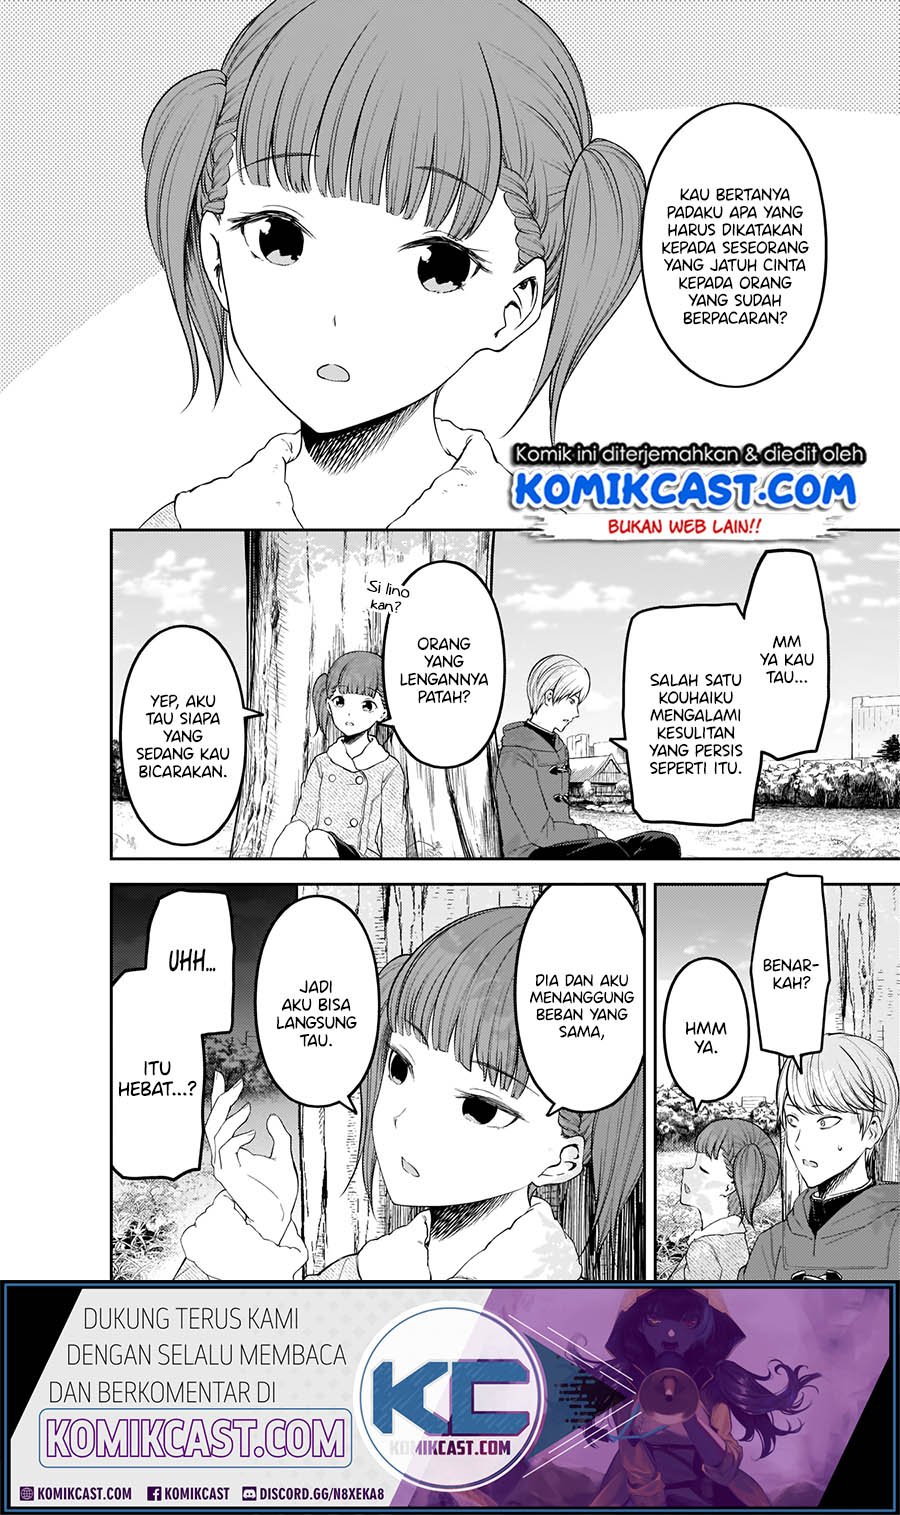 KAU BERTANYA
PADAKU APA YANG
HARUS DIKATAKAN
KEPADA SESEORANG
YANG JATUH CINTA
KEPADA ORANG
YANG SUDAH
BERPACARAN?
Komik ini diterjemahkan & diedit oleh
KOMIKCAST.COM
BUKAN WEB LAIN!!
MM
YA KAU
TAU...
SALAH SATU
KOUHAIKU
MENGALAMI
KESULITAN
YANG PERSIS
SEPERTI ITU.
Si Iino
kan?
ORANG
YANG
LENGANNYA
PATAH?
YEP, AKU
TAU SIAPA
YANG
SEDANG KAU
BICARAKAN.
BENAR-
KAH?
HMM
YA.
DIA DAN AKU
MENANGGUNG
BEBAN YANG
SAMA,
JADI
AKU BISA
LANGSUNG
TAU.
UHH...
ITU
HEBAT...?
DUKUNG TERUS KAMI
DENGAN SELALU MEMBACA
DAN BERKOMENTAR DI
KOMIKCAST.COM
KOMIKCAST.COM KOMIKCAST DISCORD.GG/N8XEKA8
KC
KOMIKCAST.COM